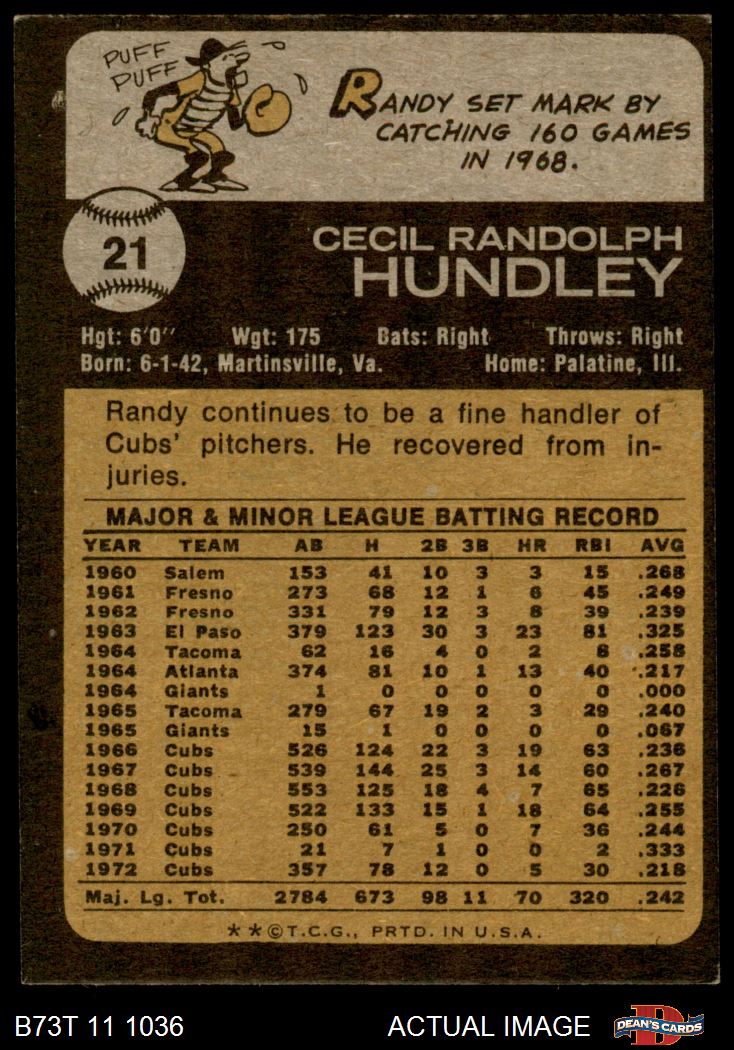 PUFF
PUFF
RANDY SET MARK BY
CATCHING 160 GAMES
IN 1968.
21
CECIL RANDOLPH
HUNDLEY
Hgt: 6'0'' Wgt: 175 Bats: Right Throws: Right
Born: 6-1-42, Martinsville, Va. Home: Palatine, Ill.
Randy continues to be a fine handler of
Cubs' pitchers. He recovered from in-
juries.
MAJOR & MINOR LEAGUE BATTING RECORD
YEAR TEAM AB H 2B 3B HR RBI AVG
1960 Salem 153 41 10 3 3 15 .268
1961 Fresno 273 68 12 1 6 45 .249
1962 Fresno 331 79 12 3 8 39 .239
1963 El Paso 379 123 30 3 23 81 .325
1964 Tacoma 62 16 4 0 2 8 .258
1964 Atlanta 374 81 10 1 13 40 .217
1964 Giants 1 0 0 0 0 0 .000
1965 Tacoma 279 67 19 2 3 29 .240
1965 Giants 15 1 0 0 0 0 .067
1966 Cubs 526 124 22 3 19 63 .236
1967 Cubs 539 144 25 3 14 60 .267
1968 Cubs 553 125 18 4 7 65 .226
1969 Cubs 522 133 15 1 18 64 .255
1970 Cubs 250 61 5 0 7 36 .244
1971 Cubs 21 7 1 0 0 2 .333
1972 Cubs 357 78 12 0 5 30 .218
Maj. Lg. Tot. 2784 673 98 11 70 320 .242
**©T.C.G., PRTD. IN U.S.A.
B73T 11 1036 ACTUAL IMAGE D DEAN'S CARDS